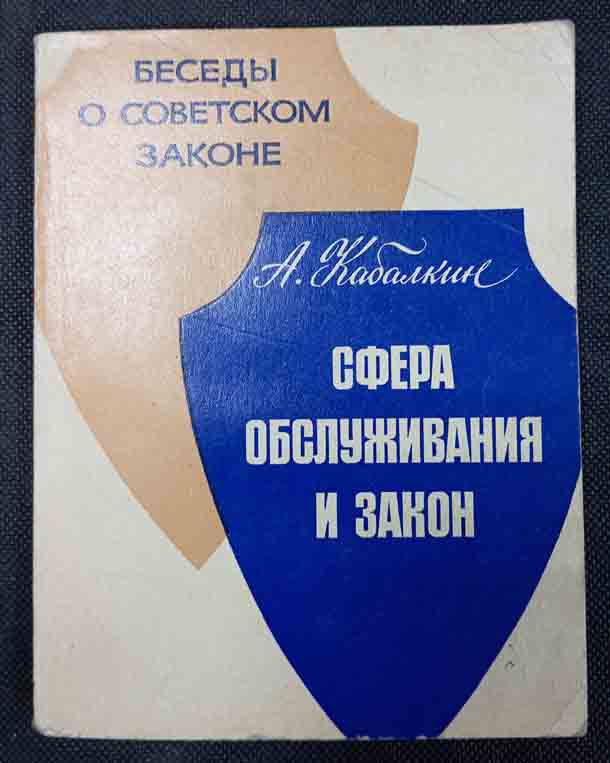 БЕСЕДЫ
О СОВЕТСКОМ
ЗАКОНЕ
А. Кабалкин
СФЕРА
ОБСЛУЖИВАНИЯ
И ЗАКОН